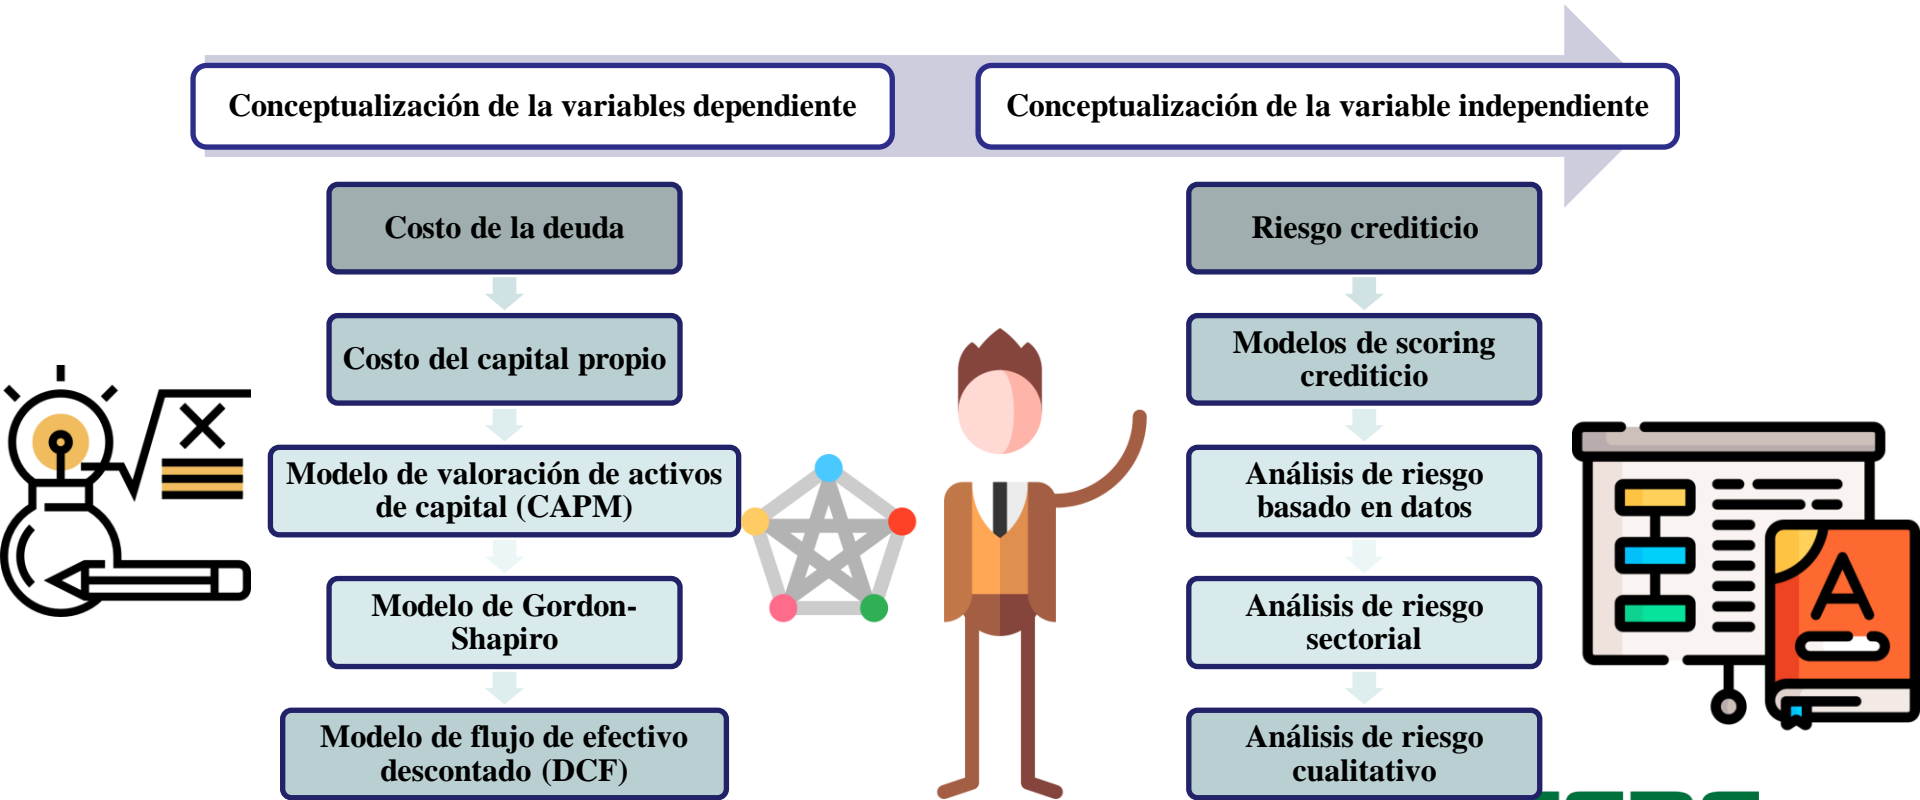 Conceptualización de la variables dependiente
Conceptualización de la variable independiente
Costo de la deuda
Costo del capital propio
Modelo de valoración de activos
de capital (CAPM)
Modelo de Gordon-
Shapiro
Modelo de flujo de efectivo
descontado (DCF)
Riesgo crediticio
Modelos de scoring
crediticio
Análisis de riesgo
basado en datos
Análisis de riesgo
sectorial
Análisis de riesgo
cualitativo
A